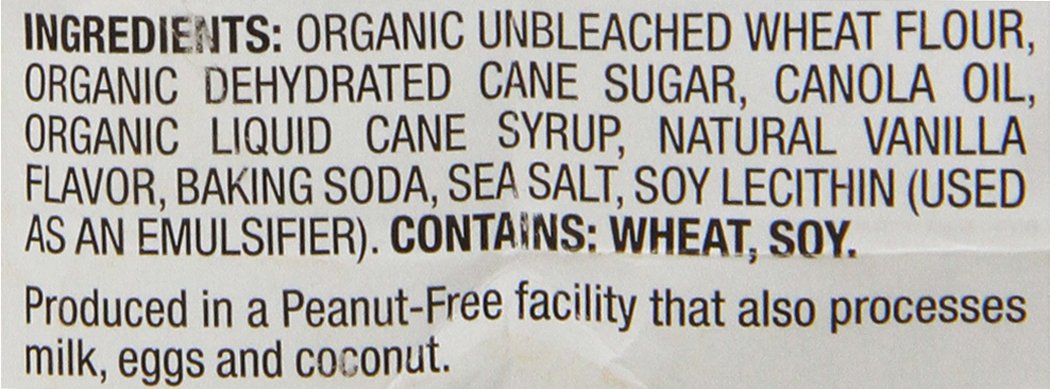 INGREDIENTS: ORGANIC UNBLEACHED WHEAT FLOUR,
ORGANIC DEHYDRATED CANE SUGAR, CANOLA OIL,
ORGANIC LIQUID CANE SYRUP, NATURAL VANILLA
FLAVOR, BAKING SODA, SEA SALT, SOY LECITHIN (USED
AS AN EMULSIFIER). CONTAINS: WHEAT, SOY.
Produced in a Peanut-Free facility that also processes
milk, eggs and coconut.